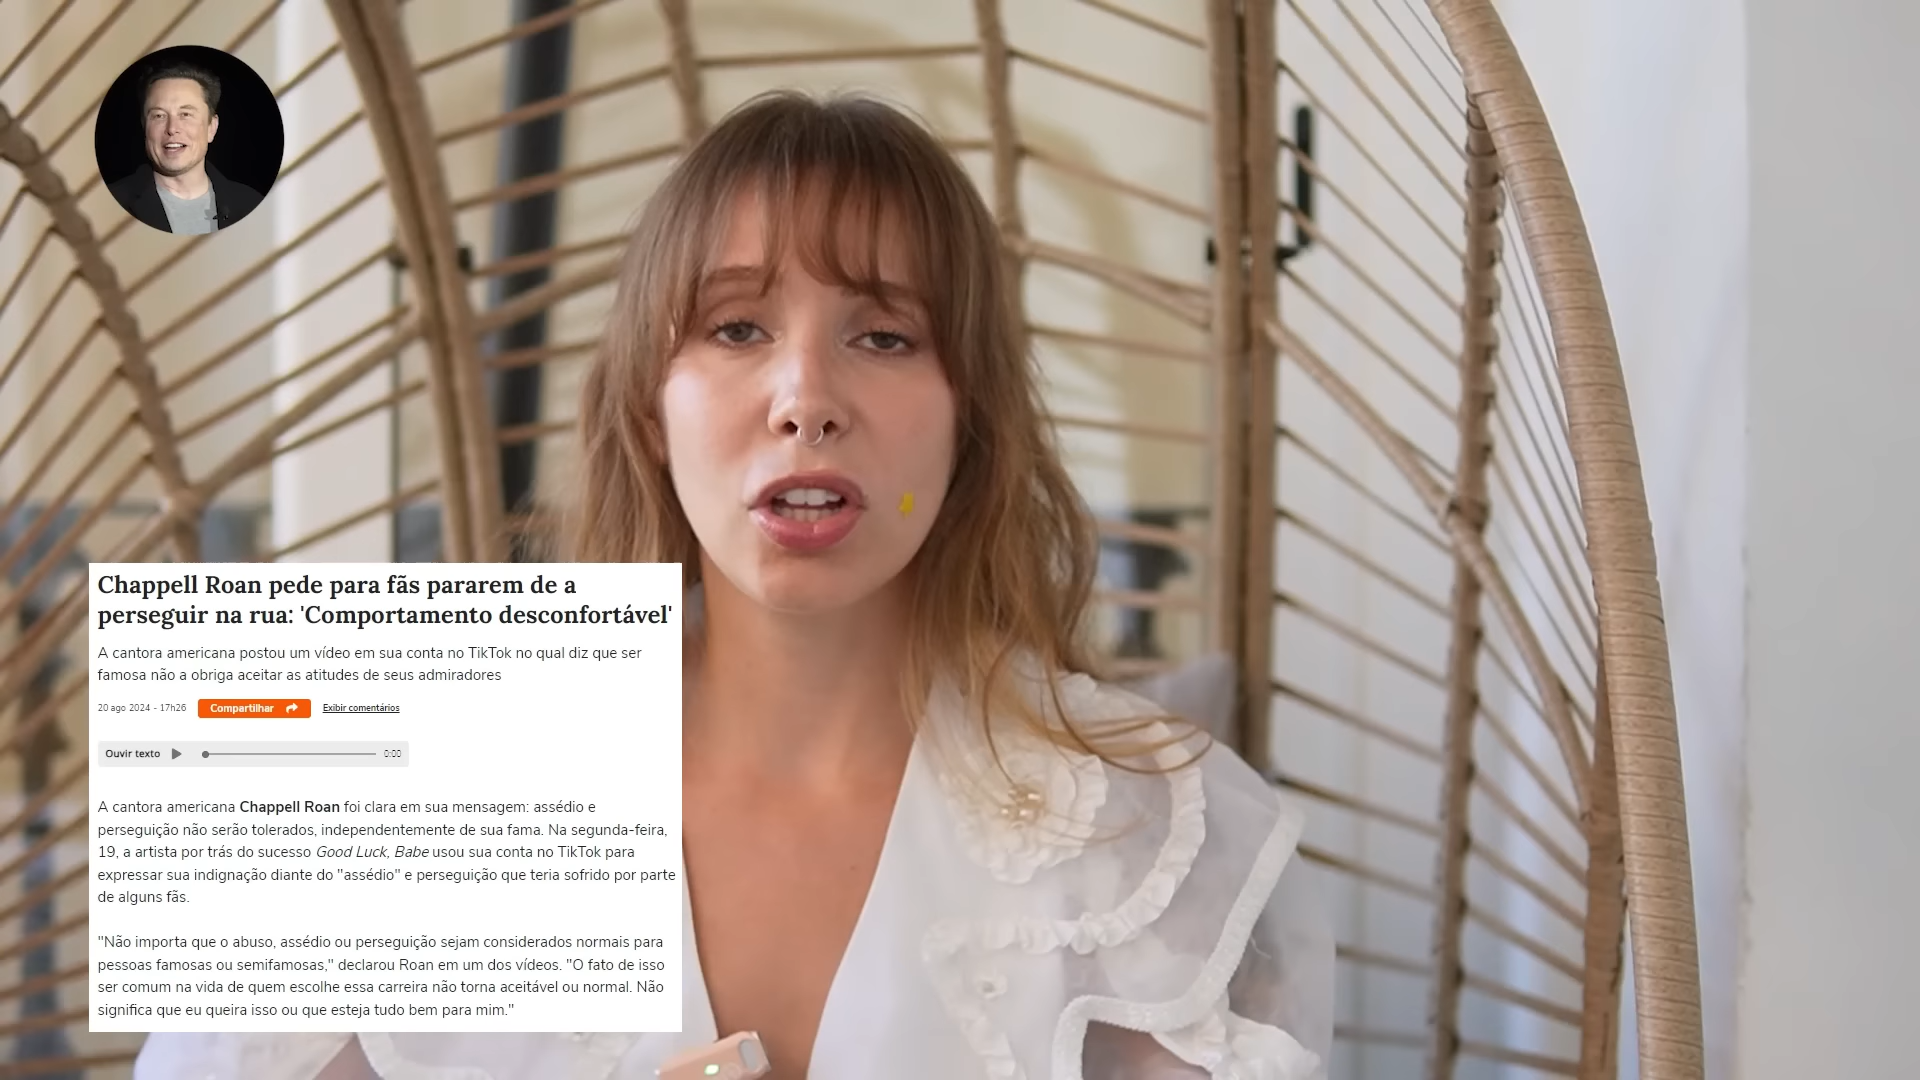 Chappell Roan pede para fãs pararem de a
perseguir na rua: 'Comportamento desconfortável'
A cantora americana postou um vídeo em sua conta no TikTok no qual diz que ser
famosa não a obriga aceitar as atitudes de seus admiradores
20 ago 2024 - 17h26 Compartilhar Exibir comentários
Ouvir texto 0:00
A cantora americana Chappell Roan foi clara em sua mensagem: assédio e
perseguição não serão tolerados, independentemente de sua fama. Na segunda-feira,
19, a artista por trás do sucesso Good Luck, Babe usou sua conta no TikTok para
expressar sua indignação diante do "assédio" e perseguição que teria sofrido por parte
de alguns fãs.
"Não importa que o abuso, assédio ou perseguição sejam considerados normais para
pessoas famosas ou semifamosas," declarou Roan em um dos vídeos. "O fato de isso
ser comum na vida de quem escolhe essa carreira não torna aceitável ou normal. Não
significa que eu queira isso ou que esteja tudo bem para mim."